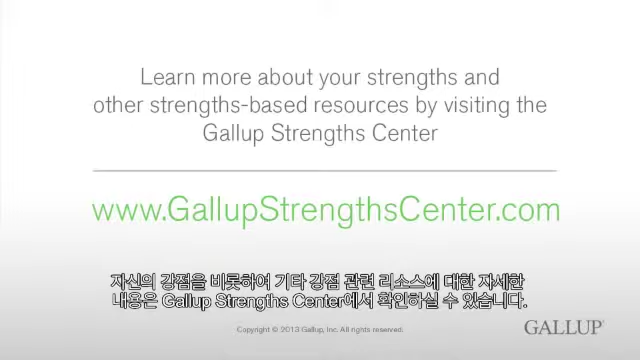 Learn more about your strengths and
other strengths-based resources by visiting the
Gallup Strengths Center
www.GallupStrengthsCenter.com
자신의 강점을 비롯하여 기타 강점 관련 리소스에 대한 자세한
내용은 Gallup Strengths Center에서 확인하실 수 있습니다.
Copyright © 2013 Gallup, Inc. All rights reserved.
GALLUP®